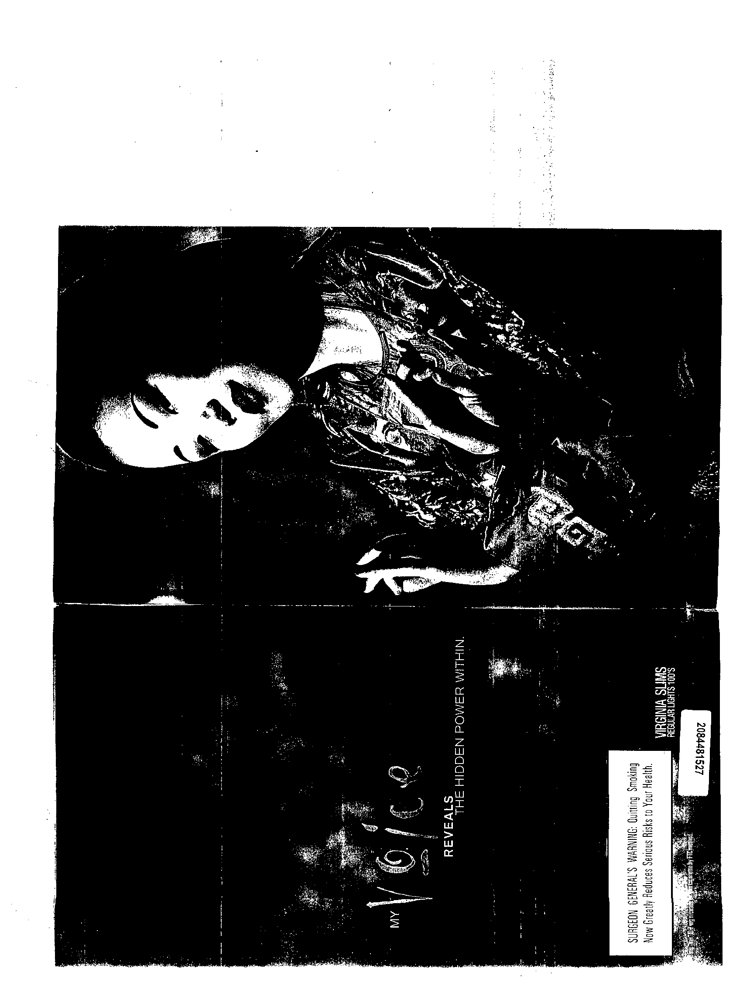 MY
Voice
REVEALS
THE HIDDEN POWER WITHIN.
VIRGINIA SLIMS
REGULAR LIGHTS 100'S
SURGEON GENERAL'S WARNING: Quitting Smoking
Now Greatly Reduces Serious Risks to Your Health.
2084481527